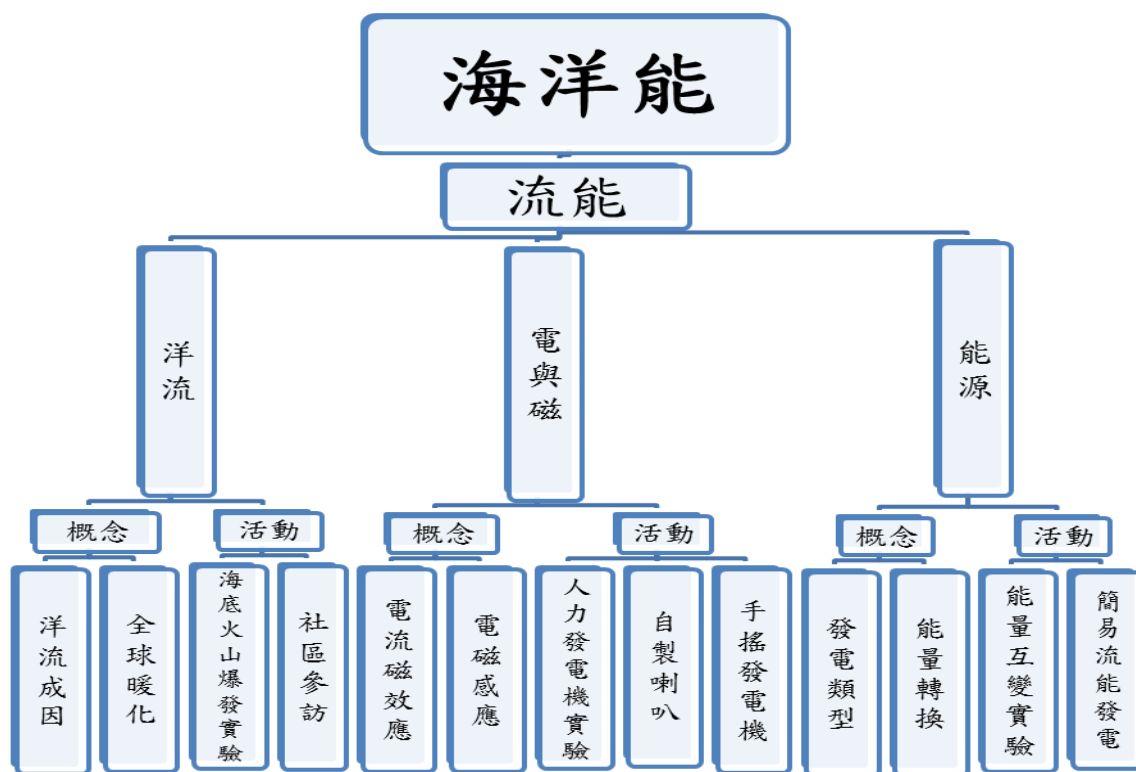 海洋能
流能
洋流
電與磁
能源
概念
活動
概念
活動
概念
活動
洋流成因
全球暖化
海底火山爆發實驗
社區參訪
電流磁效應
電磁感應
人力發電機實驗
自製喇叭
手搖發電機
發電類型
能量轉換
能量互變實驗
簡易流能發電